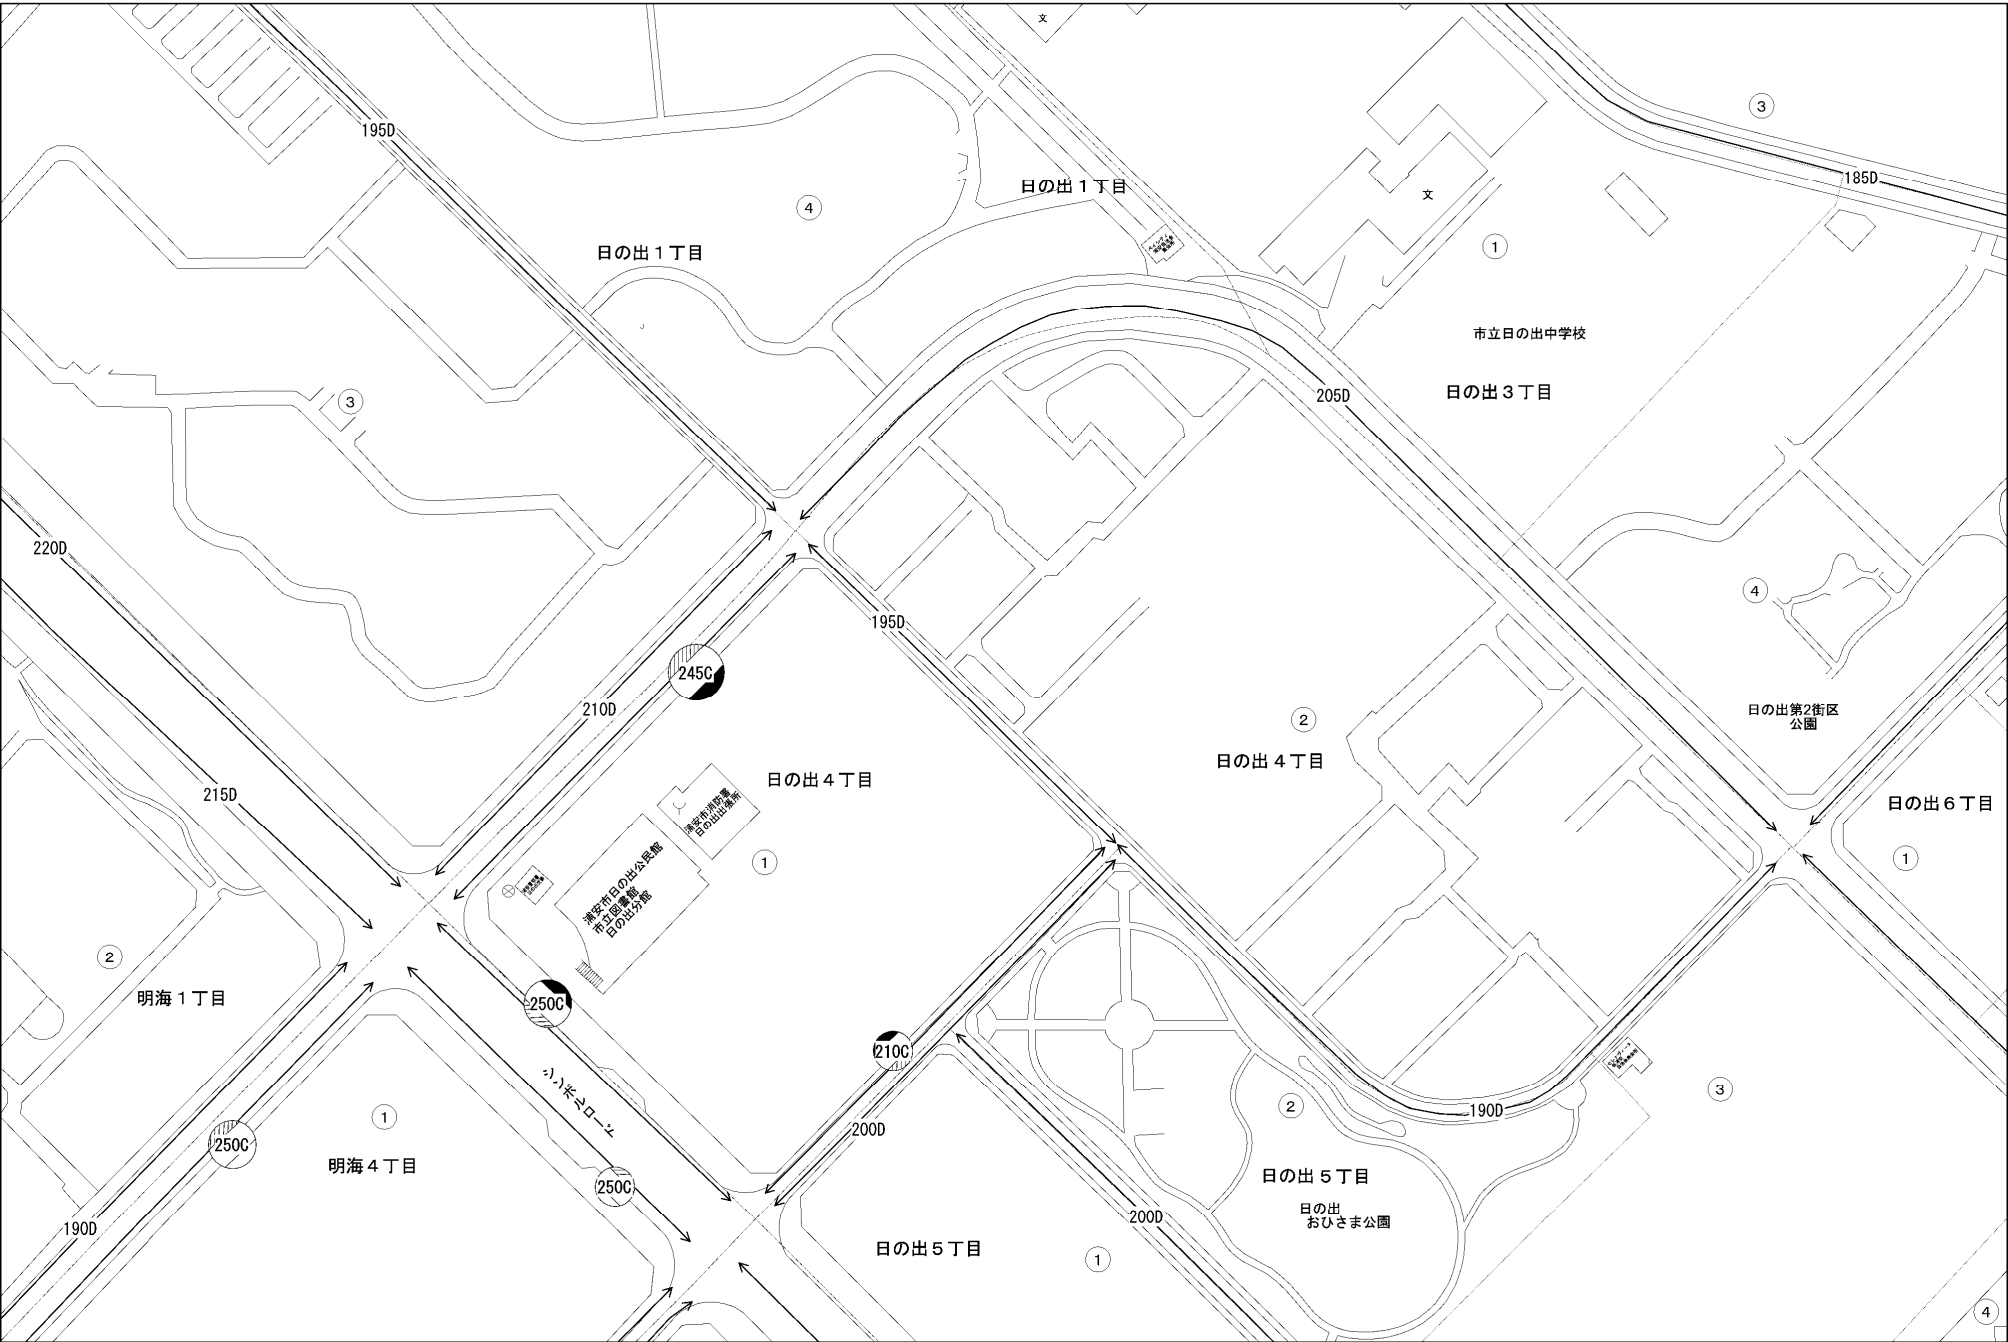 文
3
195D
185D
日の出１丁目
文
4
1
日の出１丁目
市立日の出中学校
日の出３丁目
205D
3
220D
4
195D
245C
210D
日の出第2街区
公園
2
日の出４丁目
日の出４丁目
215D
日の出６丁目
浦安市消防署
日の出出張所
1
1
浦安市日の出公民館
市立図書館
日の出分館
2
明海１丁目
250C
210C
シンボルロード
3
2
190D
1
200D
250C
明海４丁目
日の出５丁目
250C
日の出
おひさま公園
200D
190D
日の出５丁目
1
4